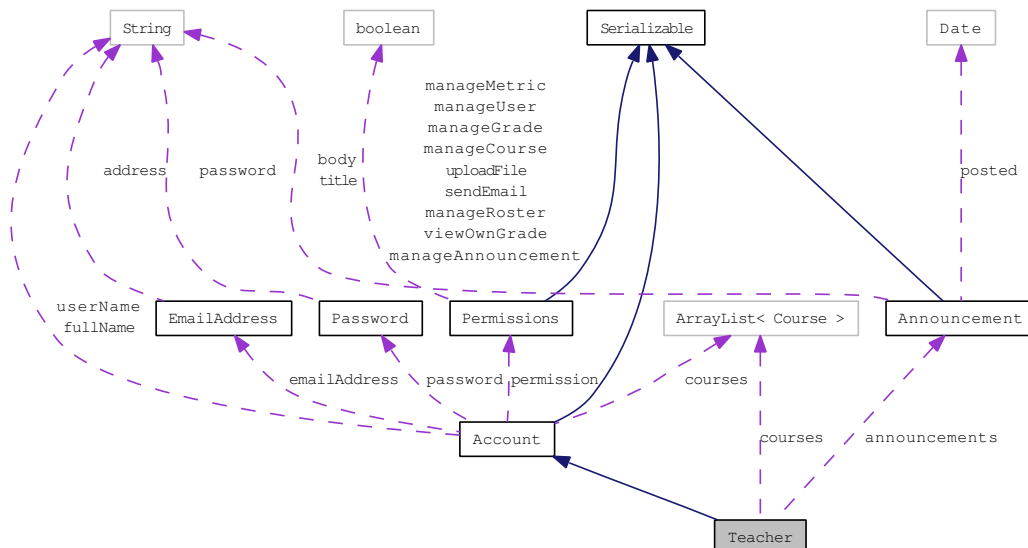 String
boolean
Serializable
Date
manageMetric
manageUser
manageGrade
manageCourse
uploadFile
sendEmail
manageRoster
viewOwnGrade
manageAnnouncement
address
password
body
title
posted
userName
fullName
EmailAddress
Password
Permissions
ArrayList< Course >
Announcement
emailAddress
password
permission
courses
Account
courses
announcements
Teacher